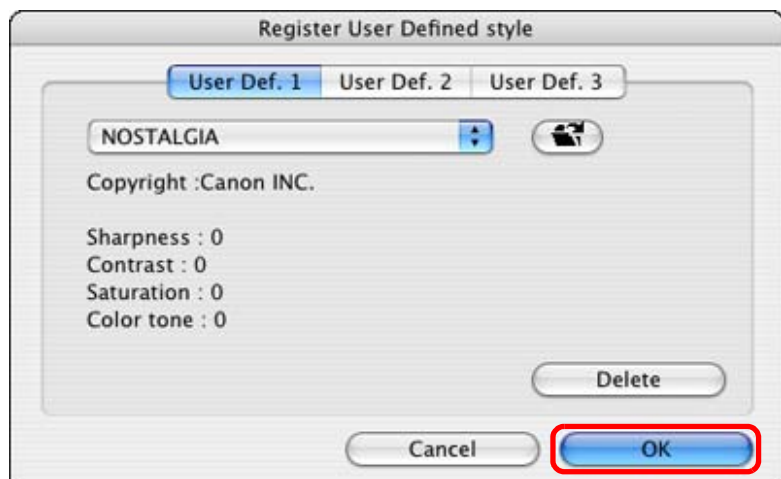 Register User Defined style
User Def. 1 User Def. 2 User Def. 3
NOSTALGIA
Copyright :Canon INC.
Sharpness : 0
Contrast : 0
Saturation : 0
Color tone : 0
Delete
Cancel OK